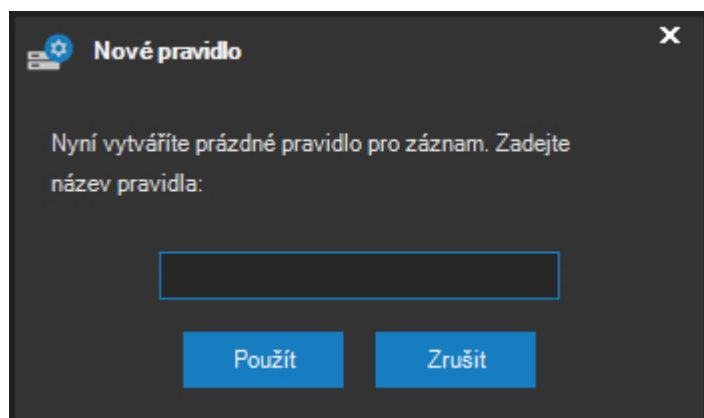 Nové pravidlo
Nyní vytváříte prázdné pravidlo pro záznam. Zadejte
název pravidla:
Použít
Zrušit